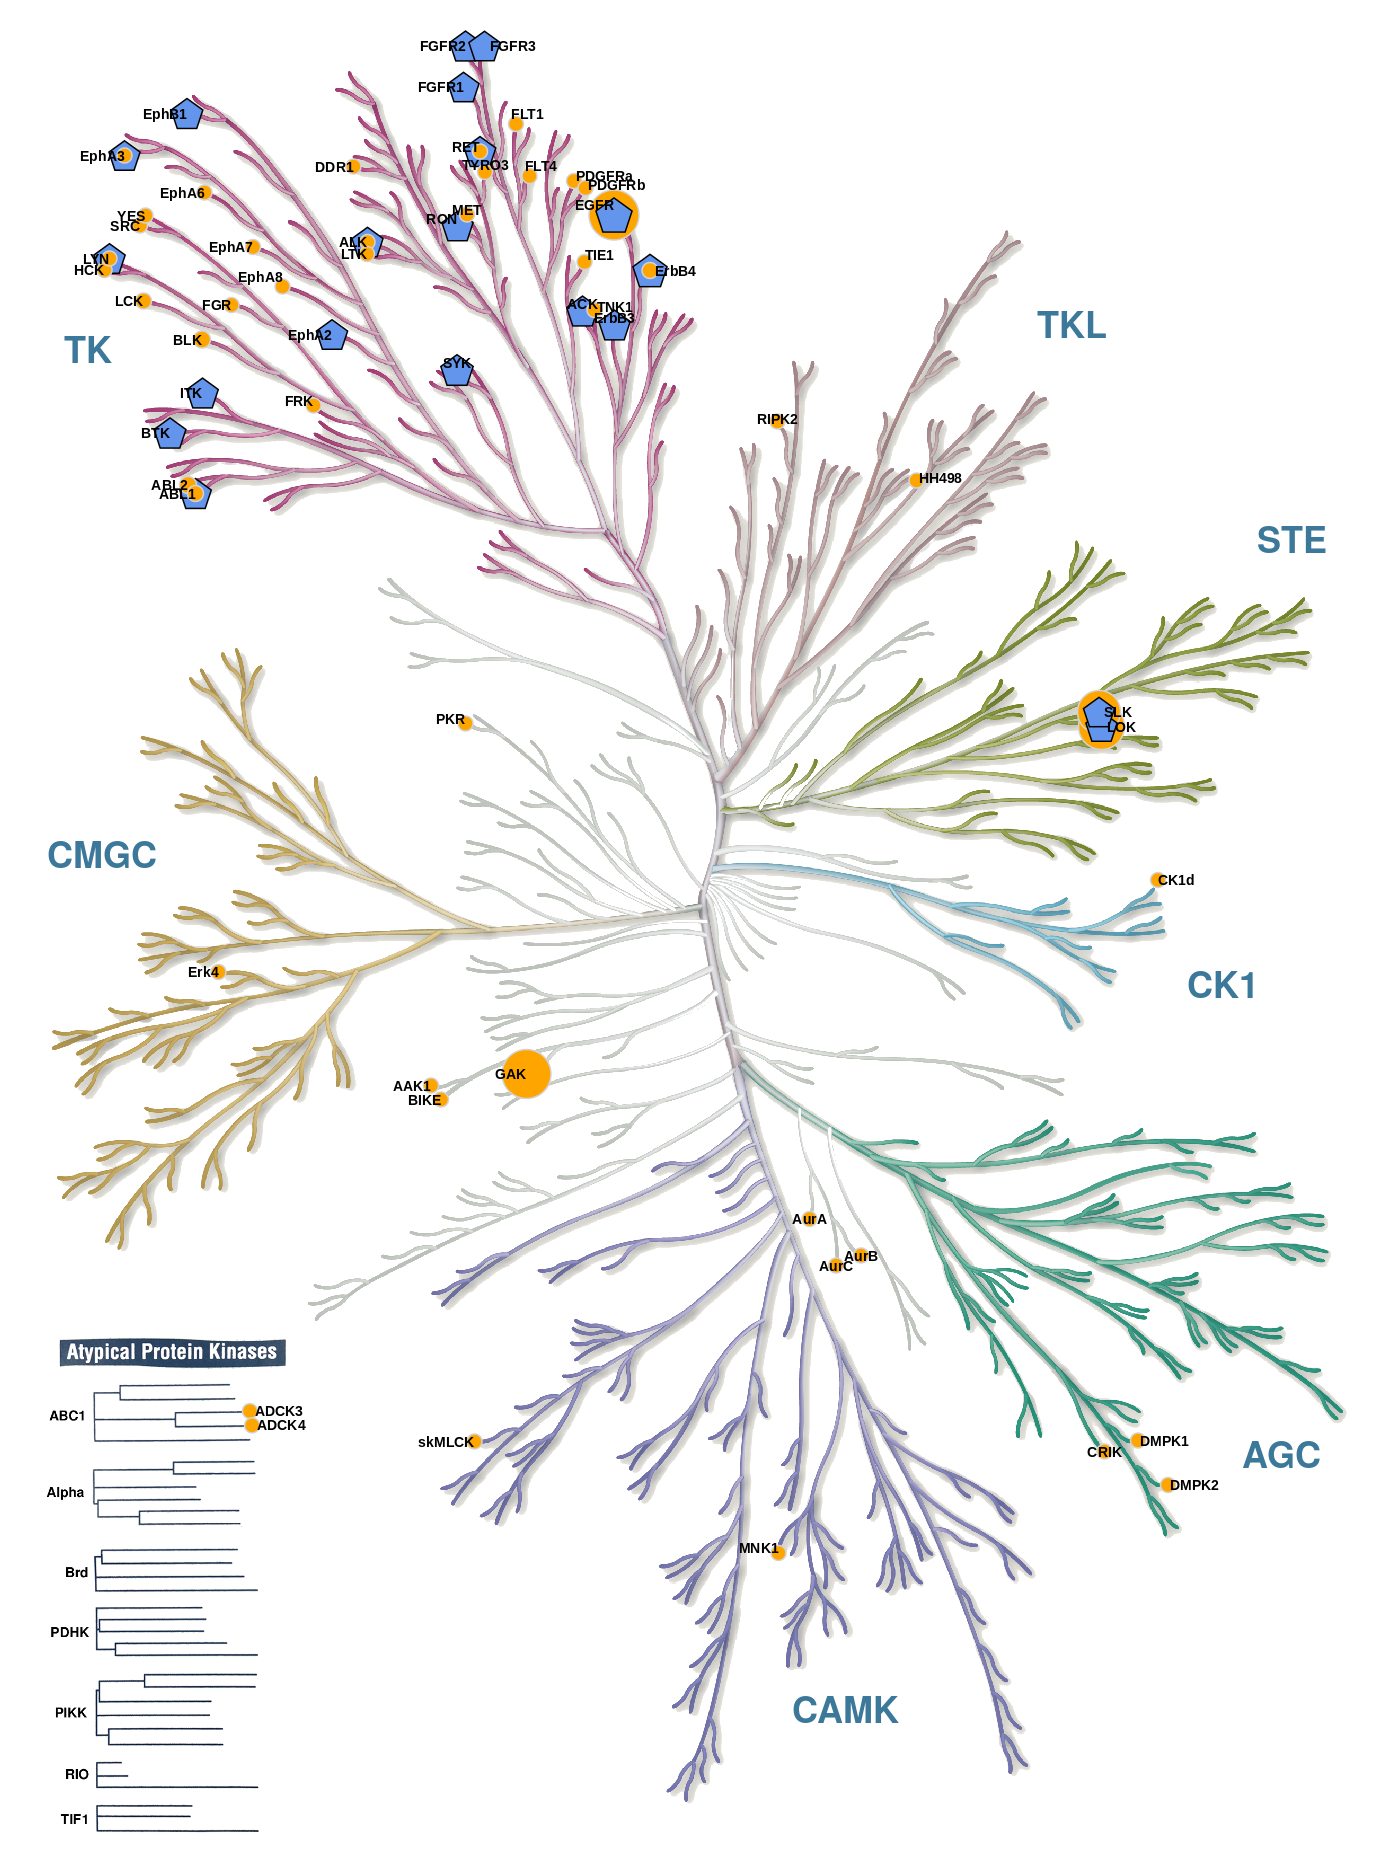 FGFR2
FGFR3
FGFR1
EphB1
FLT1
RET
EphA3
DDR1
TYRO3
FLT4
PDGFRa
PDGFRb
EphA6
EGFR
YES
SRC
MET
RON
EphA7
ALK
LTK
TIE1
LYN
HCK
ErbB4
EphA8
LCK
FGR
ACK
TNK1
ErbB3
TKL
BLK
EphA2
TK
SYK
ITK
FRK
RIPK2
BTK
HH498
ABL2
ABL1
STE
PKR
SLK
LOK
CMGC
CK1d
Erk4
CK1
GAK
AAK1
BIKE
AurA
AurB
AurC
Atypical Protein Kinases
ABC1
ADCK3
ADCK4
skMLCK
DMPK1
CRIK
AGC
DMPK2
Alpha
MNK1
Brd
PDHK
PIKK
CAMK
RIO
TIF1